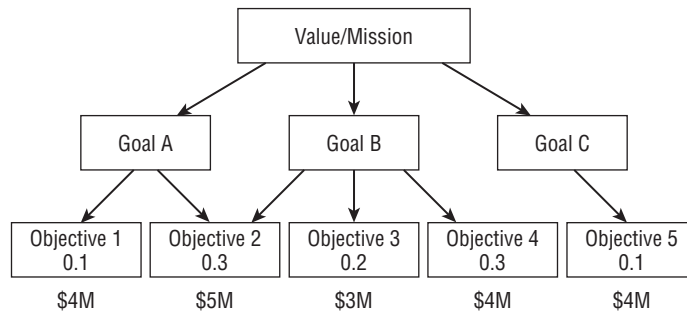 Value/Mission
Goal A
Goal B
Goal C
Objective 1
0.1
Objective 2
0.3
Objective 3
0.2
Objective 4
0.3
Objective 5
0.1
$4M
$5M
$3M
$4M
$4M